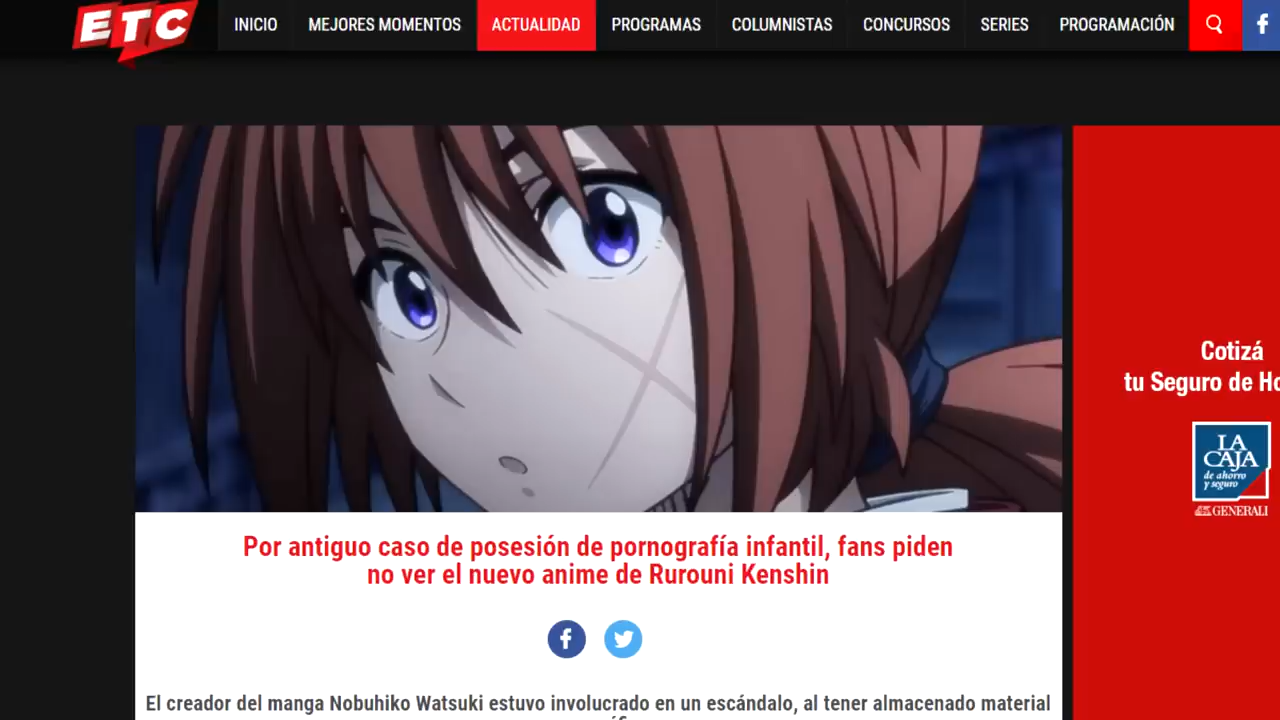 ETC
INICIO
MEJORES MOMENTOS
ACTUALIDAD
PROGRAMAS
COLUMNISTAS
CONCURSOS
SERIES
PROGRAMACIÓN
Cotizá
tu Seguro de
LA
CAJA
de ahorro
y seguro
GENERALI
Por antiguo caso de posesión de pornografía infantil, fans piden
no ver el nuevo anime de Rurouni Kenshin
El creador del manga Nobuhiko Watsuki estuvo involucrado en un escándalo, al tener almacenado material